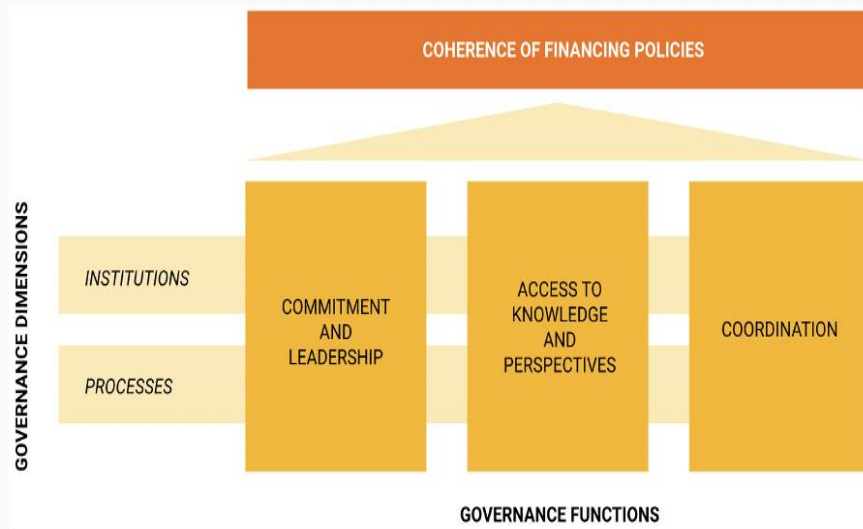 COHERENCE OF FINANCING POLICIES
GOVERNANCE DIMENSIONS
INSTITUTIONS
PROCESSES
COMMITMENT
AND
LEADERSHIP
ACCESS TO
KNOWLEDGE
AND
PERSPECTIVES
COORDINATION
GOVERNANCE FUNCTIONS